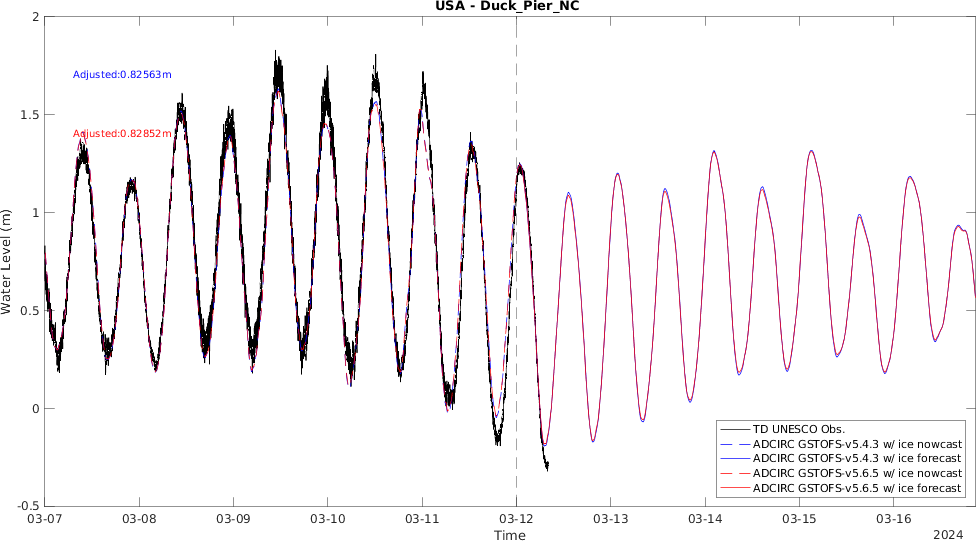 USA - Duck_Pier_NC
2
1.5
1
0.5
0
-0.5
Water Level (m)
Adjusted:0.82563m
Adjusted:0.82852m
TD UNESCO Obs.
ADCIRC GSTOFS-v5.4.3 w/ ice nowcast
ADCIRC GSTOFS-v5.4.3 w/ ice forecast
ADCIRC GSTOFS-v5.6.5 w/ ice nowcast
ADCIRC GSTOFS-v5.6.5 w/ ice forecast
03-07 03-08 03-09 03-10 03-11 03-12 03-13 03-14 03-15 03-16
Time
2024